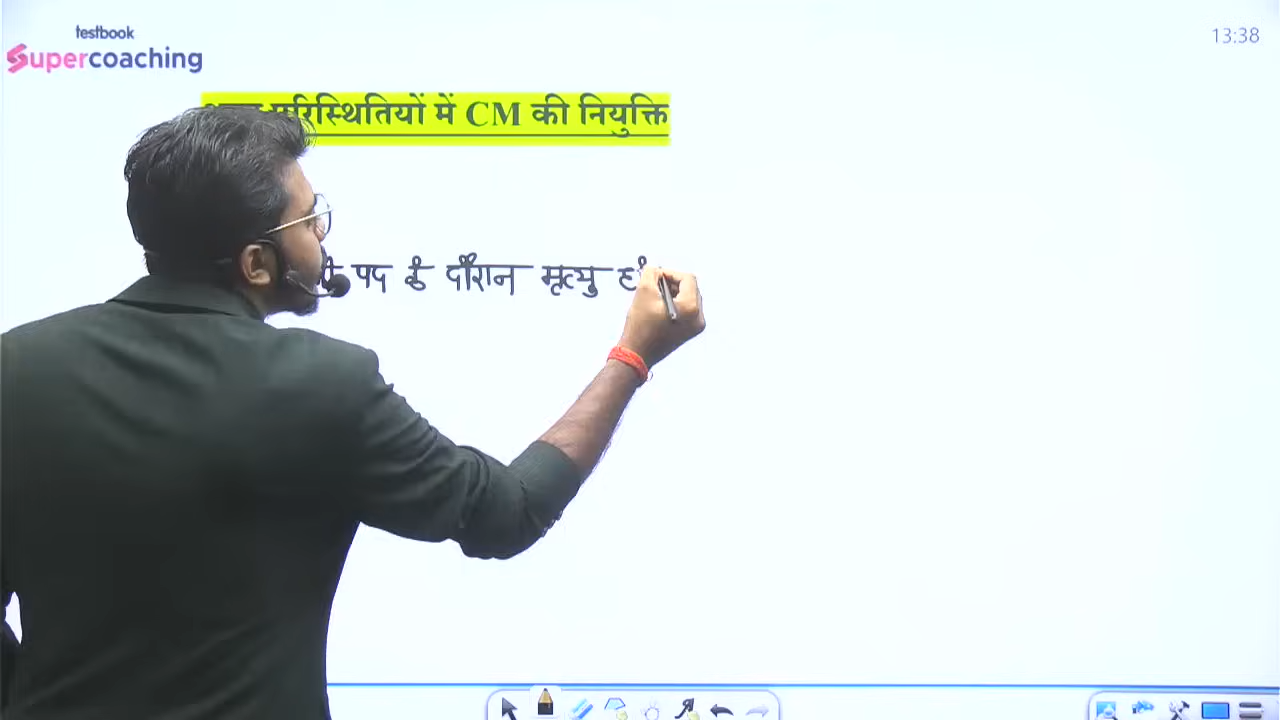 testbook
Supercoaching
13:38
परिस्थितियों में CM की नियुक्ति
पद के दौरान मृत्यु